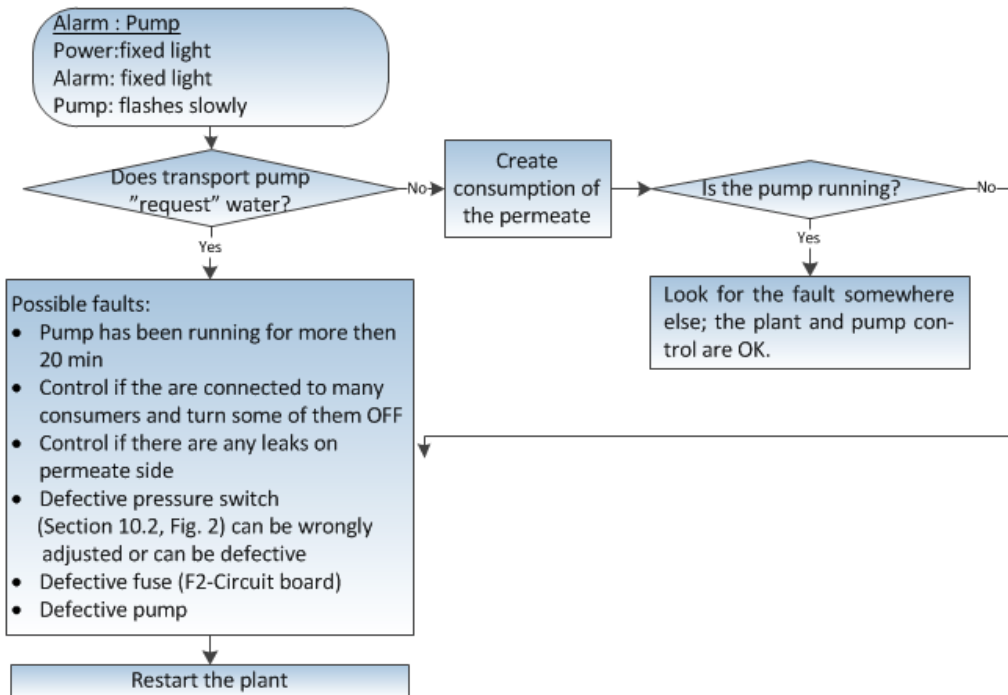 Alarm : Pump
Power:fixed light
Alarm: fixed light
Pump: flashes slowly
Does transport pump
"request" water?
No
Create
consumption of
the permeate
Is the pump running?
No
Yes
Yes
Look for the fault somewhere
else; the plant and pump con-
trol are OK.
Possible faults:
• Pump has been running for more then
20 min
• Control if the are connected to many
consumers and turn some of them OFF
• Control if there are any leaks on
permeate side
• Defective pressure switch
(Section 10.2, Fig. 2) can be wrongly
adjusted or can be defective
• Defective fuse (F2-Circuit board)
• Defective pump
Restart the plant